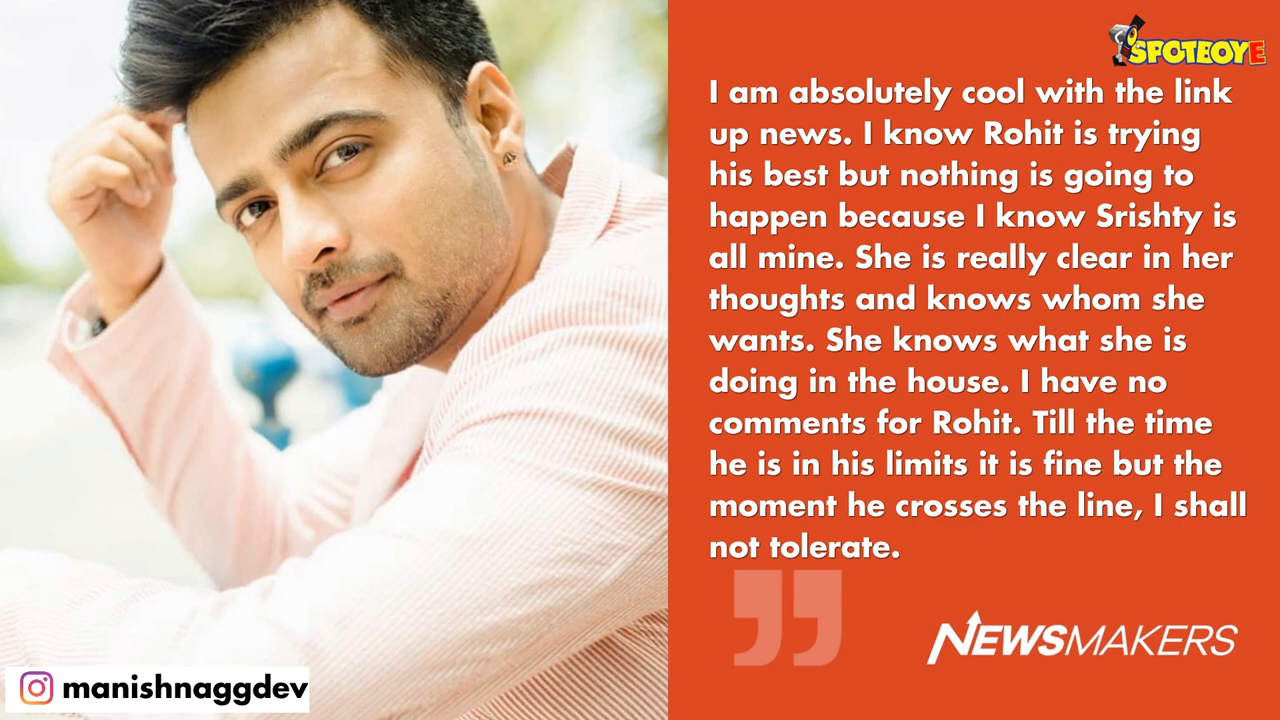 SPOTBOYE
I am absolutely cool with the link
up news. I know Rohit is trying
his best but nothing is going to
happen because I know Srishty is
all mine. She is really clear in her
thoughts and knows whom she
wants. She knows what she is
doing in the house. I have no
comments for Rohit. Till the time
he is in his limits it is fine but the
moment he crosses the line, I shall
not tolerate.
”
NEWSMAKERS
manishnaggdev